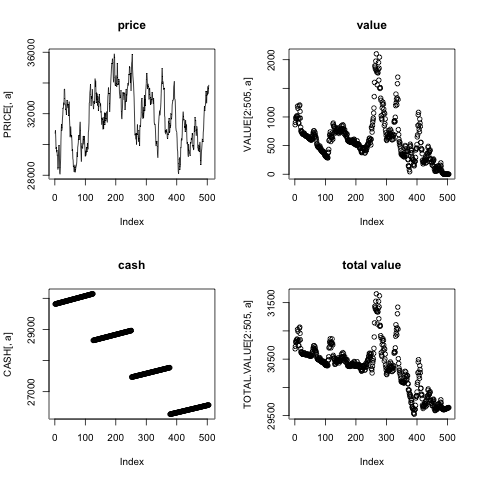 price
PRICE[, a]
28000 32000 36000
0 100 200 300 400 500
Index
value
VALUE[2:505, a]
0 500 1000 2000
0 100 200 300 400 500
Index
cash
CASH[, a]
27000 29000
0 100 200 300 400 500
Index
total value
TOTAL.VALUE[2:505, a]
29500 30500 31500
0 100 200 300 400 500
Index